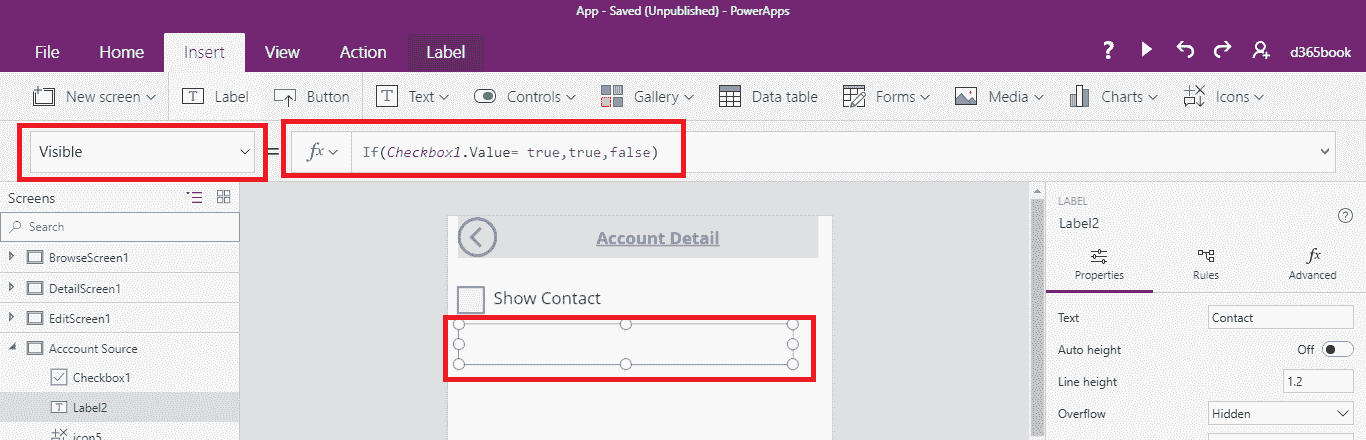 App - Saved (Unpublished) - PowerApps
File Home Insert View Action Label ? d365book
New screen T Label Button T Text Controls Gallery Data table Forms Media Charts Icons
Visible = fx If(Checkbox1.Value= true,true,false)
Screens
Search
BrowseScreen1
DetailScreen1
EditScreen1
Acccount Source
Checkbox1
T Label2
icon5
Account Detail
Show Contact
LABEL
Label2
?
fx
Properties Rules Advanced
Text Contact
Auto height Off
Line height 1.2
Overflow Hidden